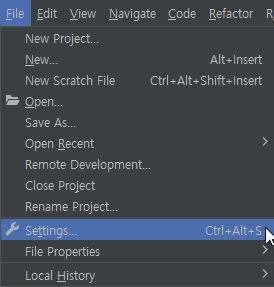 File Edit View Navigate Code Refactor R
New Project...
New... Alt+Insert
New Scratch File Ctrl+Alt+Shift+Insert
Open...
Save As...
Open Recent
Remote Development...
Close Project
Rename Project...
Settings... Ctrl+Alt+S
File Properties
Local History